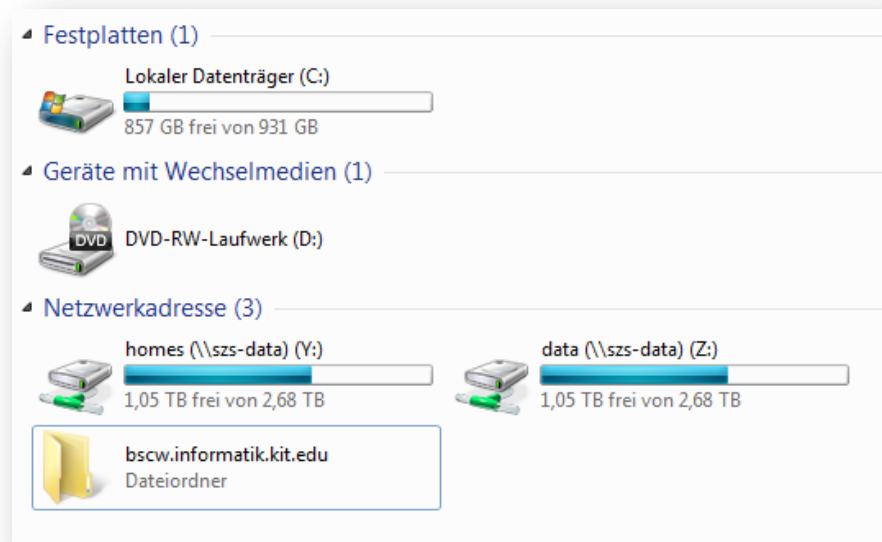 Festplatten (1)
Lokaler Datenträger (C:)
857 GB frei von 931 GB
Geräte mit Wechselmedien (1)
DVD
DVD-RW-Laufwerk (D:)
Netzwerkadresse (3)
homes (\\szs-data) (Y:)
1,05 TB frei von 2,68 TB
data (\\szs-data) (Z:)
1,05 TB frei von 2,68 TB
bscw.informatik.kit.edu
Dateiordner